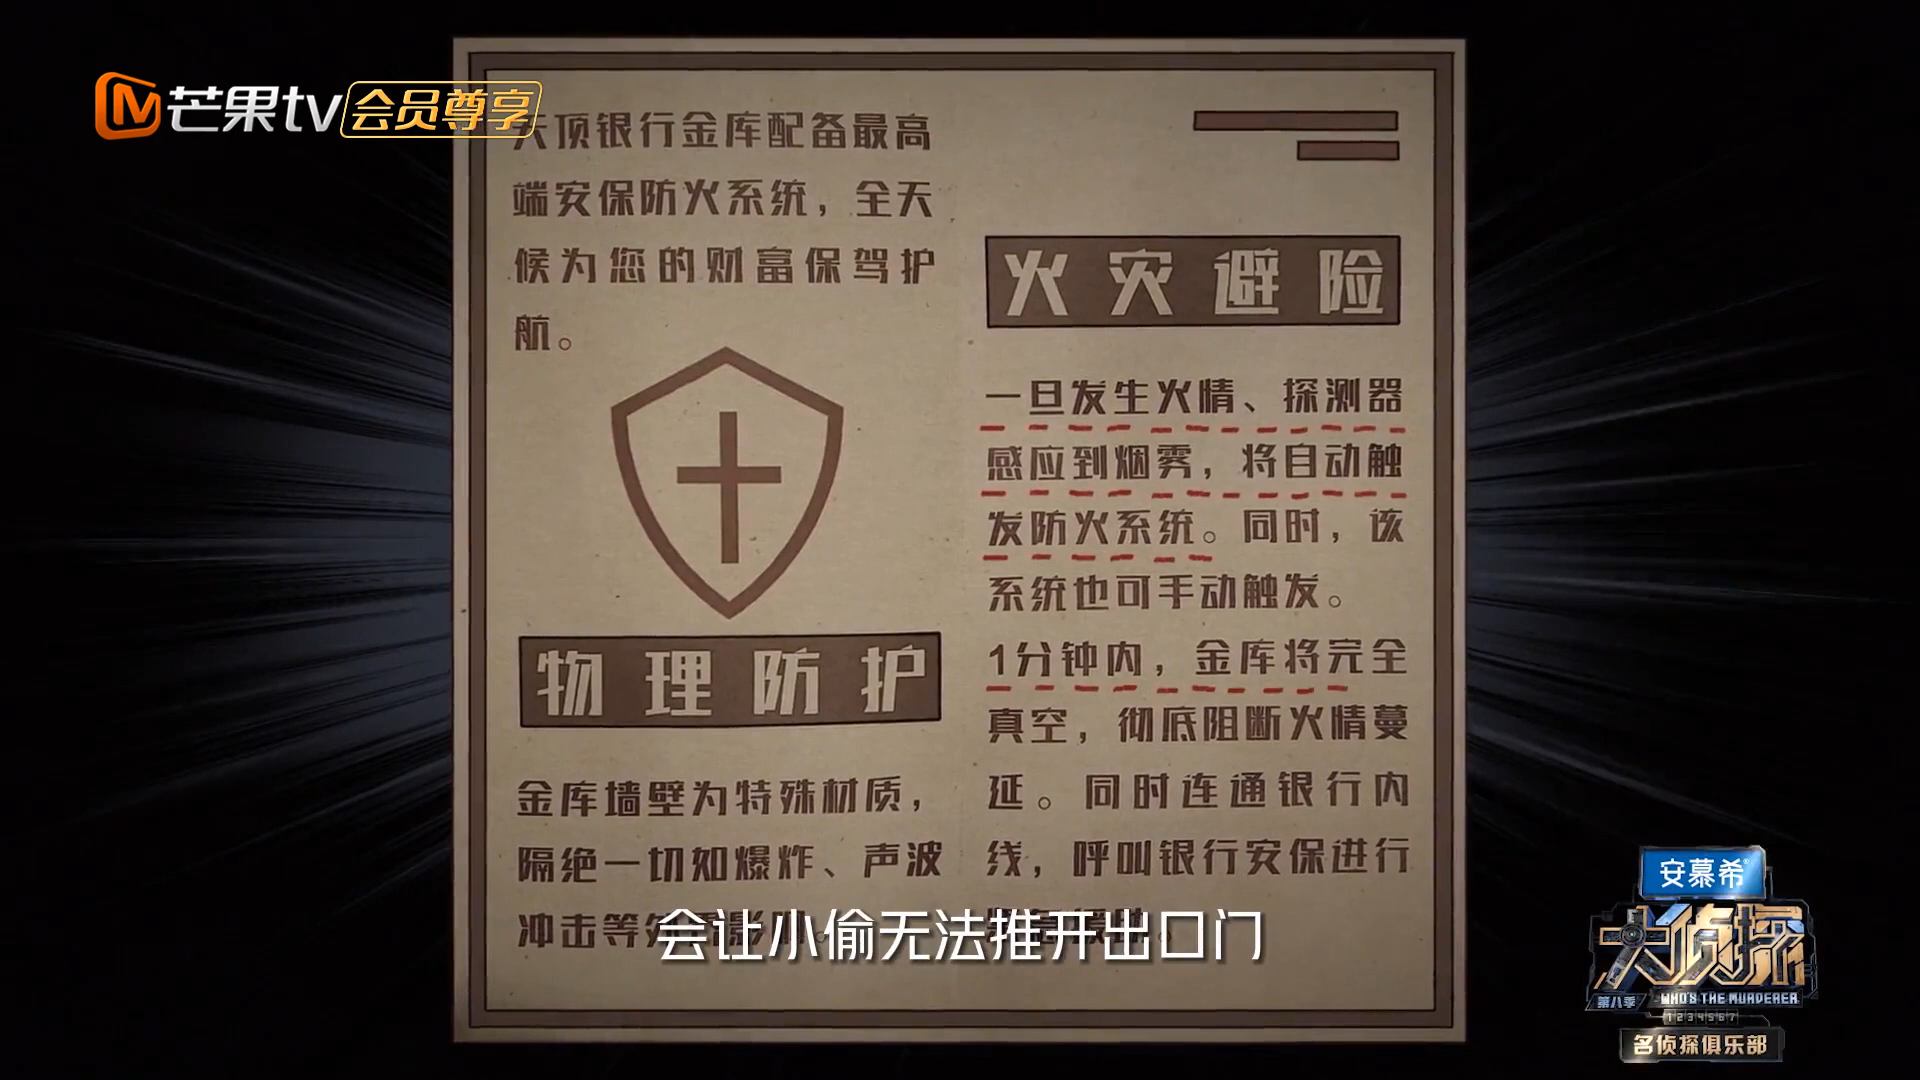 芒果tv会员尊享
大顶银行金库配备最高
端安保防火系统，全天
候为您的财富保驾护
航。
物理防护
金库墙壁为特殊材质，
隔绝一切如爆炸、声波
冲击等
火灾避险
一旦发生火情、探测器
感应到烟雾，将自动触
发防火系统。同时，该
系统也可手动触发。
1分钟内，金库将完全
真空，彻底阻断火情蔓
延。同时连通银行内
线，呼叫银行安保进行
会让小偷无法推开出口门
安慕希
大侦探
第八季 WHO'S THE MURDERER
1234567
名侦探俱乐部